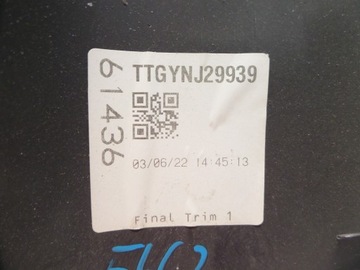 TTGYNJ29939
61436
03/06/22 14:45:13
Final Trim 1